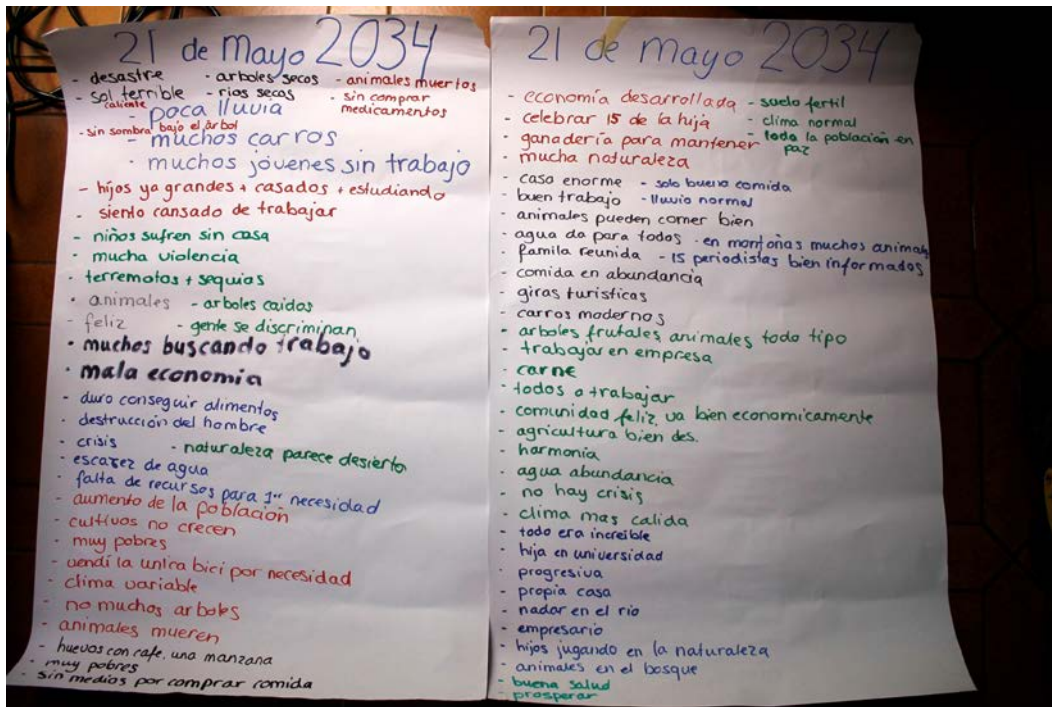 21 de Mayo 2034
- desastre - arboles secos - animales muertos
- sol terrible - rios secos - sin comprar
caliente medicamentos
- poca lluvia
- sin sombra bajo el árbol
- muchos carros
- muchos jóvenes sin trabajo
- hijos ya grandes + casados + estudiando
- siento cansado de trabajar
- niños sufren sin casa
- mucha violencia
- terremotos + sequias
- animales - arboles caidos
- feliz - gente se discriminan
- muchos buscando trabajo
- mala economia
- duro conseguir alimentos
- destrucción del hombre
- crisis - naturaleza parece desierto
- escasez de agua
- falta de recursos para 1er necesidad
- aumento de la población
- cultivos no crecen
- muy pobres
- vendí la unica bici por necesidad
- clima variable
- no muchos arboles
- animales mueren
- huevos con cafe, una manzana
- muy pobres
- sin medios por comprar comida
21 de mayo 2034
- economía desarrollada - suelo fertil
- celebrar 15 de la hija - clima normal
- ganadería para mantener - toda la población en
paz
- mucha naturaleza
- casa enorme - solo buena comida
- buen trabajo - lluvia normal
- animales pueden comer bien
- agua da para todos - en montañas muchos animales
- familia reunida - 15 periodistas bien informados
- comida en abundancia
- giras turisticas
- carros modernos
- arboles frutales, animales todo tipo
- trabajar en empresa
- carne
- todos a trabajar
- comunidad feliz, va bien economicamente
- agricultura bien des.
- harmonia
- agua abundancia
- no hay crisis
- clima mas calida
- todo era increible
- hija en universidad
- progresiva
- propia casa
- nadar en el rio
- empresario
- hijos jugando en la naturaleza
- animales en el bosque
- buena salud
- prosperar